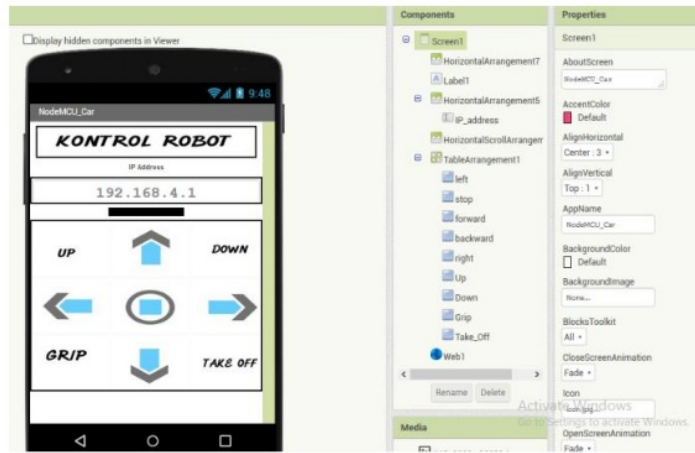 Components
Properties
Display hidden components in Viewer
9:48
NodeMCU_Car
KONTROL ROBOT
IP Address
192.168.4.1
UP
DOWN
GRIP
TAKE OFF
Screen1
HorizontalArrangement7
Label1
HorizontalArrangement5
IP_address
HorizontalScrollArrangem
TableArrangement1
left
stop
forward
backward
right
Up
Down
Grip
Take_Off
Web1
Rename
Delete
Media
Screen1
AboutScreen
NodeMCU_Car
AccentColor
Default
AlignHorizontal
Center : 3
AlignVertical
Top : 1
AppName
NodeMCU_Car
BackgroundColor
Default
BackgroundImage
None...
BlocksToolkit
All
CloseScreenAnimation
Fade
Icon
OpenScreenAnimation
Fade
Activate Windows
Go to Settings to activate Windows.